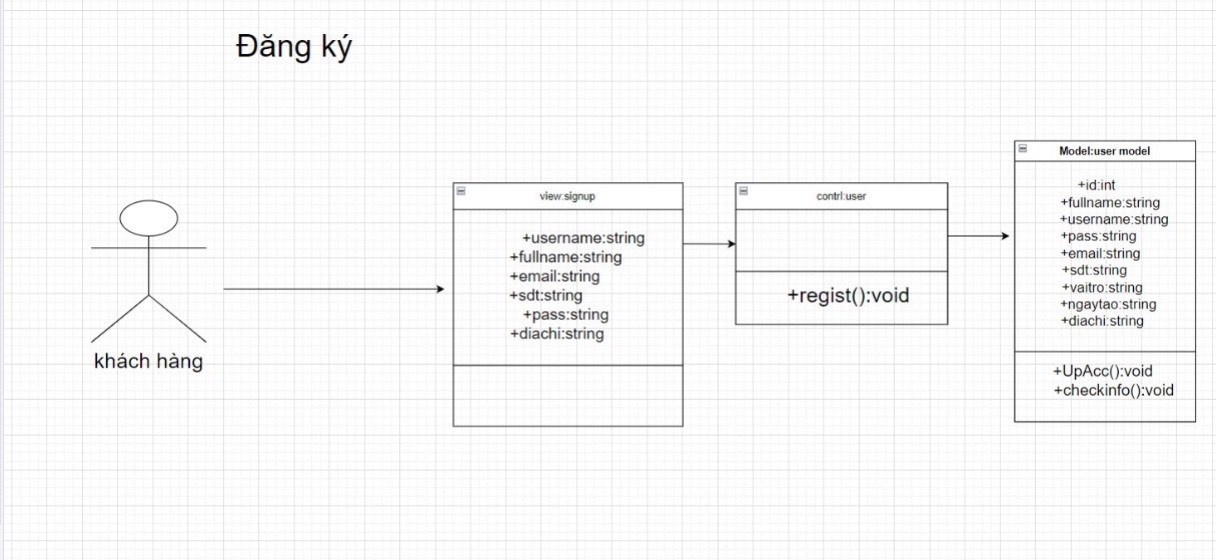 Đăng ký
khách hàng
view:signup
+username:string
+fullname:string
+email:string
+sdt:string
+pass:string
+diachi:string
contrl:user
+regist():void
Model:user model
+id:int
+fullname:string
+username:string
+pass:string
+email:string
+sdt:string
+vaitro:string
+ngaytao:string
+diachi:string
+UpAcc():void
+checkinfo():void